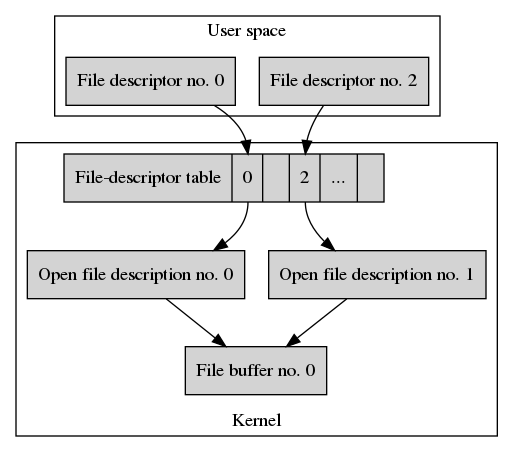 User space
File descriptor no. 0
File descriptor no. 2
File-descriptor table 0 2 ...
Open file description no. 0
Open file description no. 1
File buffer no. 0
Kernel